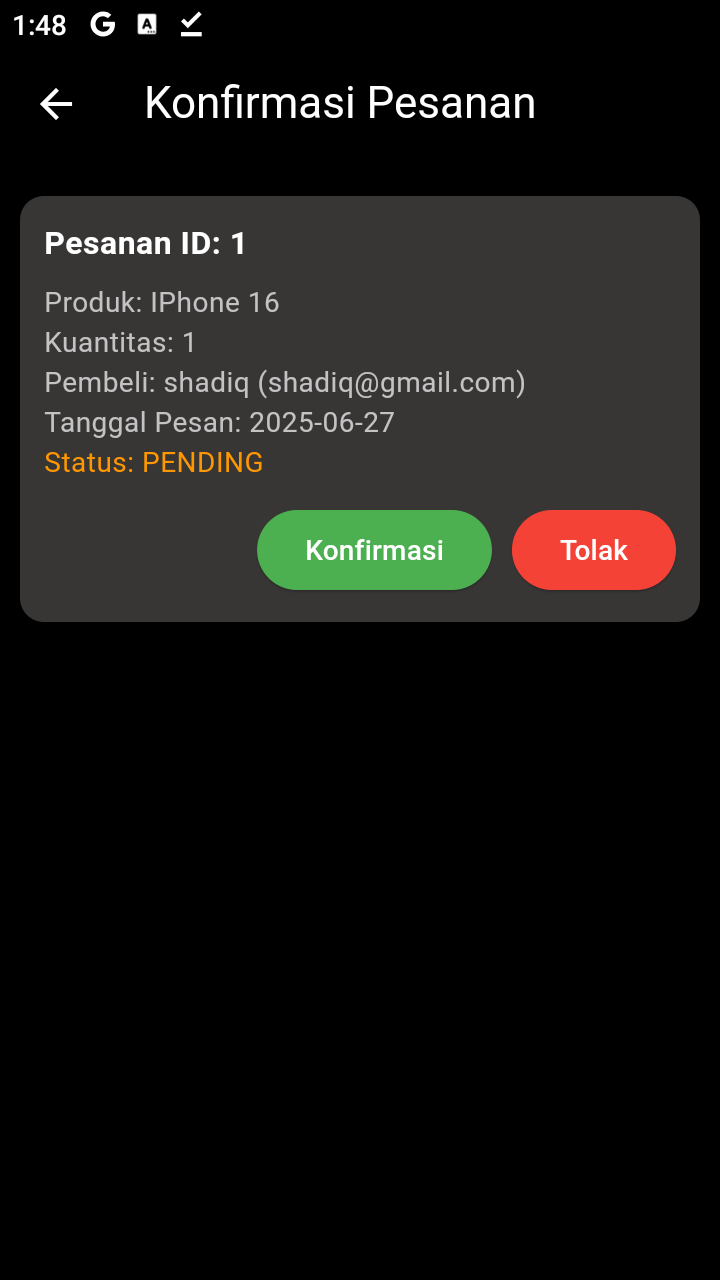 1:48
Konfirmasi Pesanan
Pesanan ID: 1
Produk: IPhone 16
Kuantitas: 1
Pembeli: shadiq (shadiq@gmail.com)
Tanggal Pesan: 2025-06-27
Status: PENDING
Konfirmasi Tolak